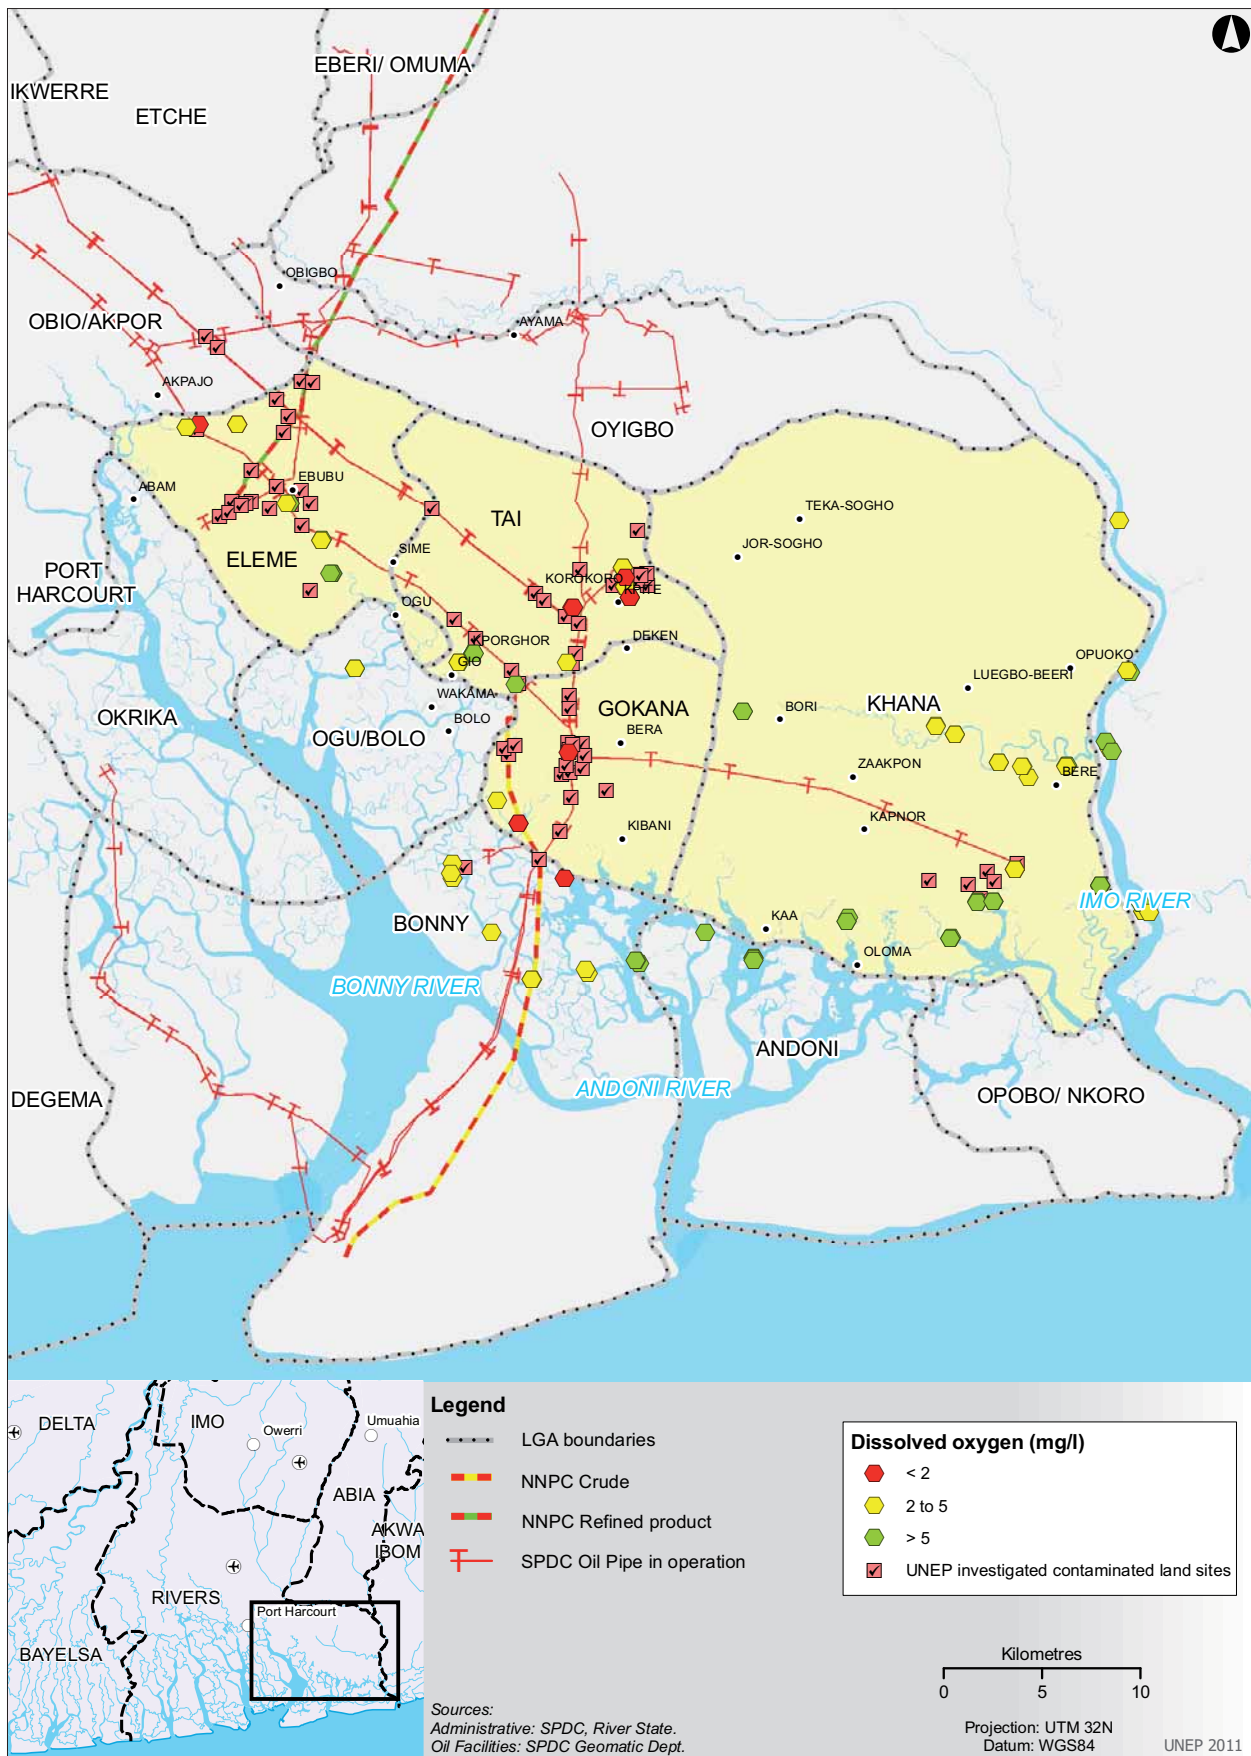 EBERI/ OMUMA
IKWERRE
ETCHE
OBIGBO
OBIO/AKPOR
AYAMA
AKPAJO
OYIGBO
EBUBU
ABAM
TEKA-SOGHO
TAI
JOR-SOGHO
SIME
ELEME
PORT
HARCOURT
KOROKORO
KPITE
OGU
KPORGHOR
DEKEN
GIO
OPUOKO
LUEGBO-BEERI
WAKAMA
KHANA
GOKANA
BORI
OKRIKA
BOLO
OGU/BOLO
BERA
ZAAKPON
BERE
KAPNOR
KIBANI
IMO RIVER
BONNY
KAA
OLOMA
BONNY RIVER
ANDONI
ANDONI RIVER
OPOBO/ NKORO
DEGEMA
DELTA
IMO
Owerri
Umuahia
ABIA
AKWA
IBOM
RIVERS
Port Harcourt
BAYELSA
Legend
LGA boundaries
NNPC Crude
NNPC Refined product
SPDC Oil Pipe in operation
Dissolved oxygen (mg/l)
< 2
2 to 5
> 5
UNEP investigated contaminated land sites
Kilometres
0 5 10
Sources:
Administrative: SPDC, River State.
Oil Facilities: SPDC Geomatic Dept.
Projection: UTM 32N
Datum: WGS84
UNEP 2011